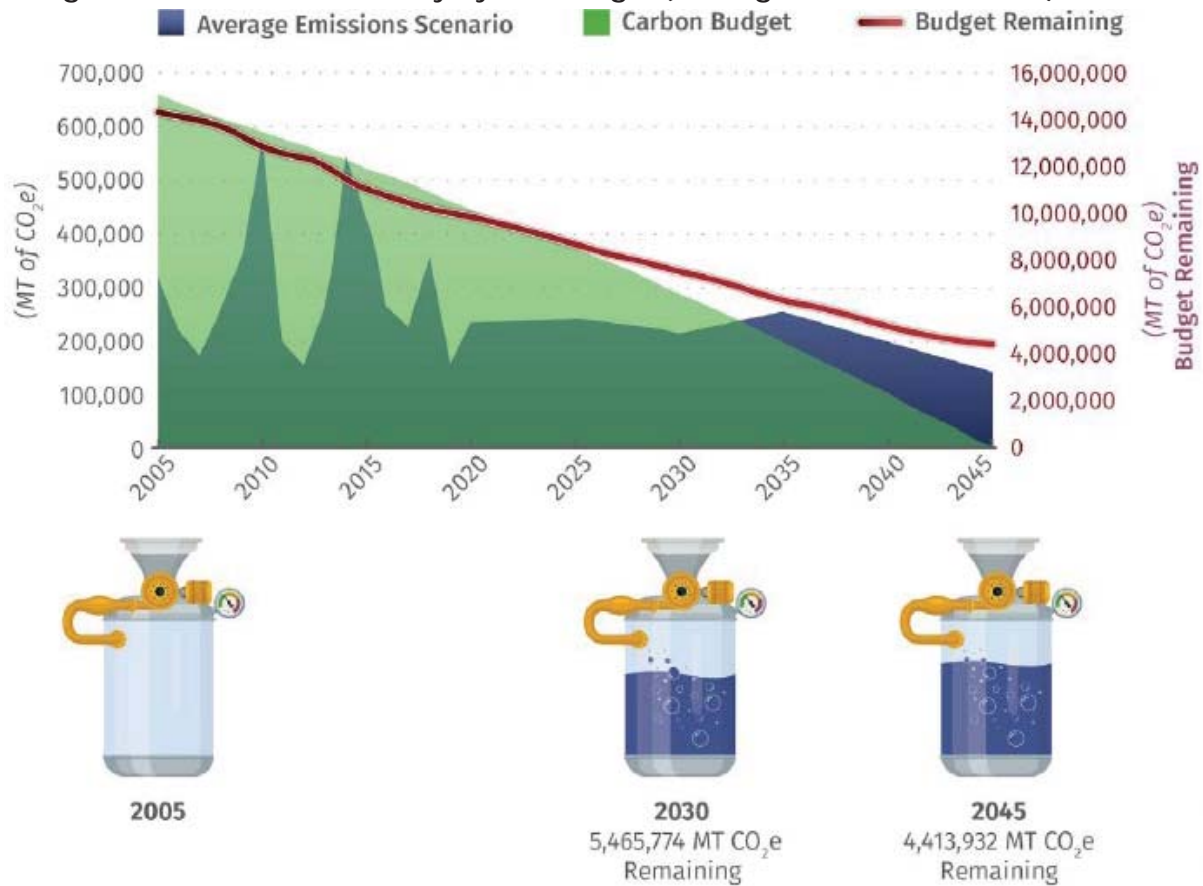 Average Emissions Scenario
Carbon Budget
Budget Remaining
700,000
600,000
500,000
400,000
300,000
200,000
100,000
0
(MT of CO₂e)
16,000,000
14,000,000
12,000,000
10,000,000
8,000,000
6,000,000
4,000,000
2,000,000
0
(MT of CO₂e)
Budget Remaining
2005
2010
2015
2020
2025
2030
2035
2040
2045
2005
2030
5,465,774 MT CO₂e
Remaining
2045
4,413,932 MT CO₂e
Remaining